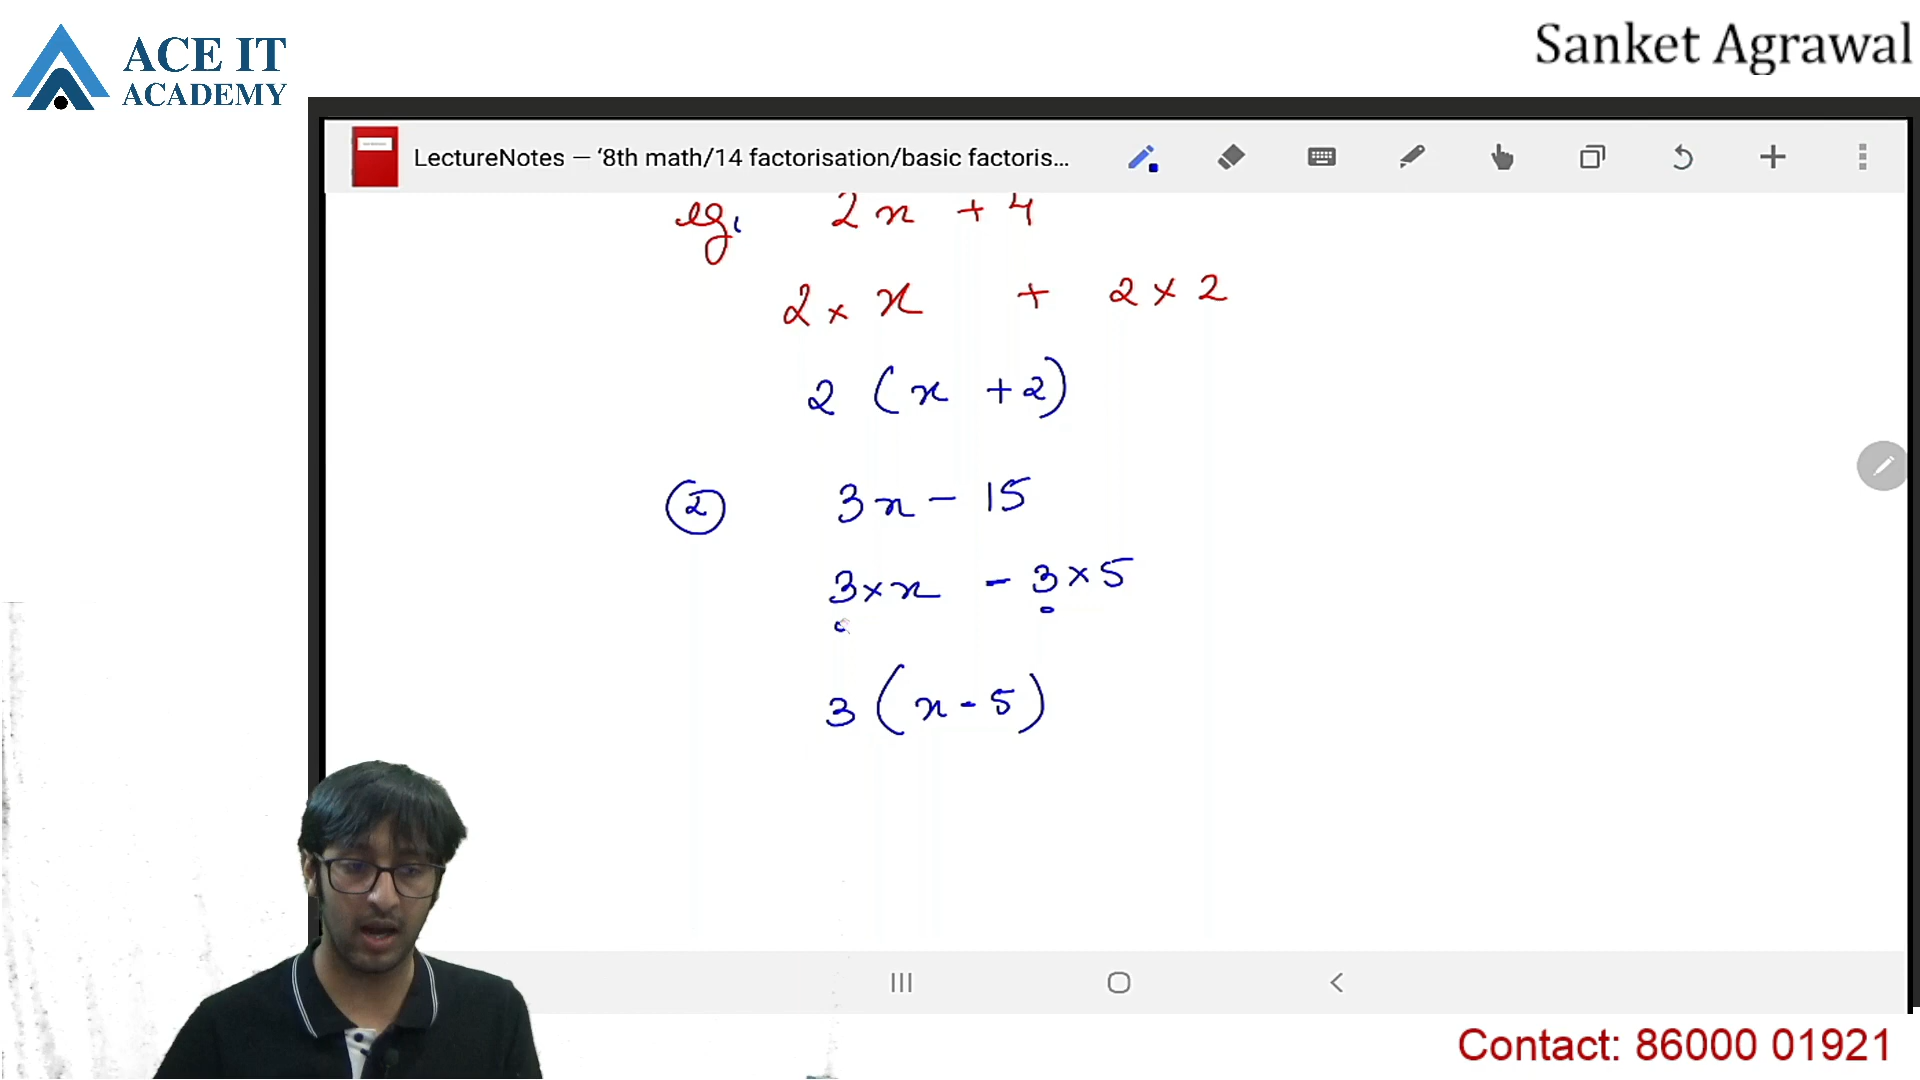 ACE IT
ACADEMY
Sanket Agrawal
LectureNotes — ‘8th math/14 factorisation/basic factoris...
eg. 2x + 4
2 × x + 2 × 2
2 (x + 2)
② 3x - 15
3 × x - 3 × 5
3 (x - 5)
Contact: 86000 01921